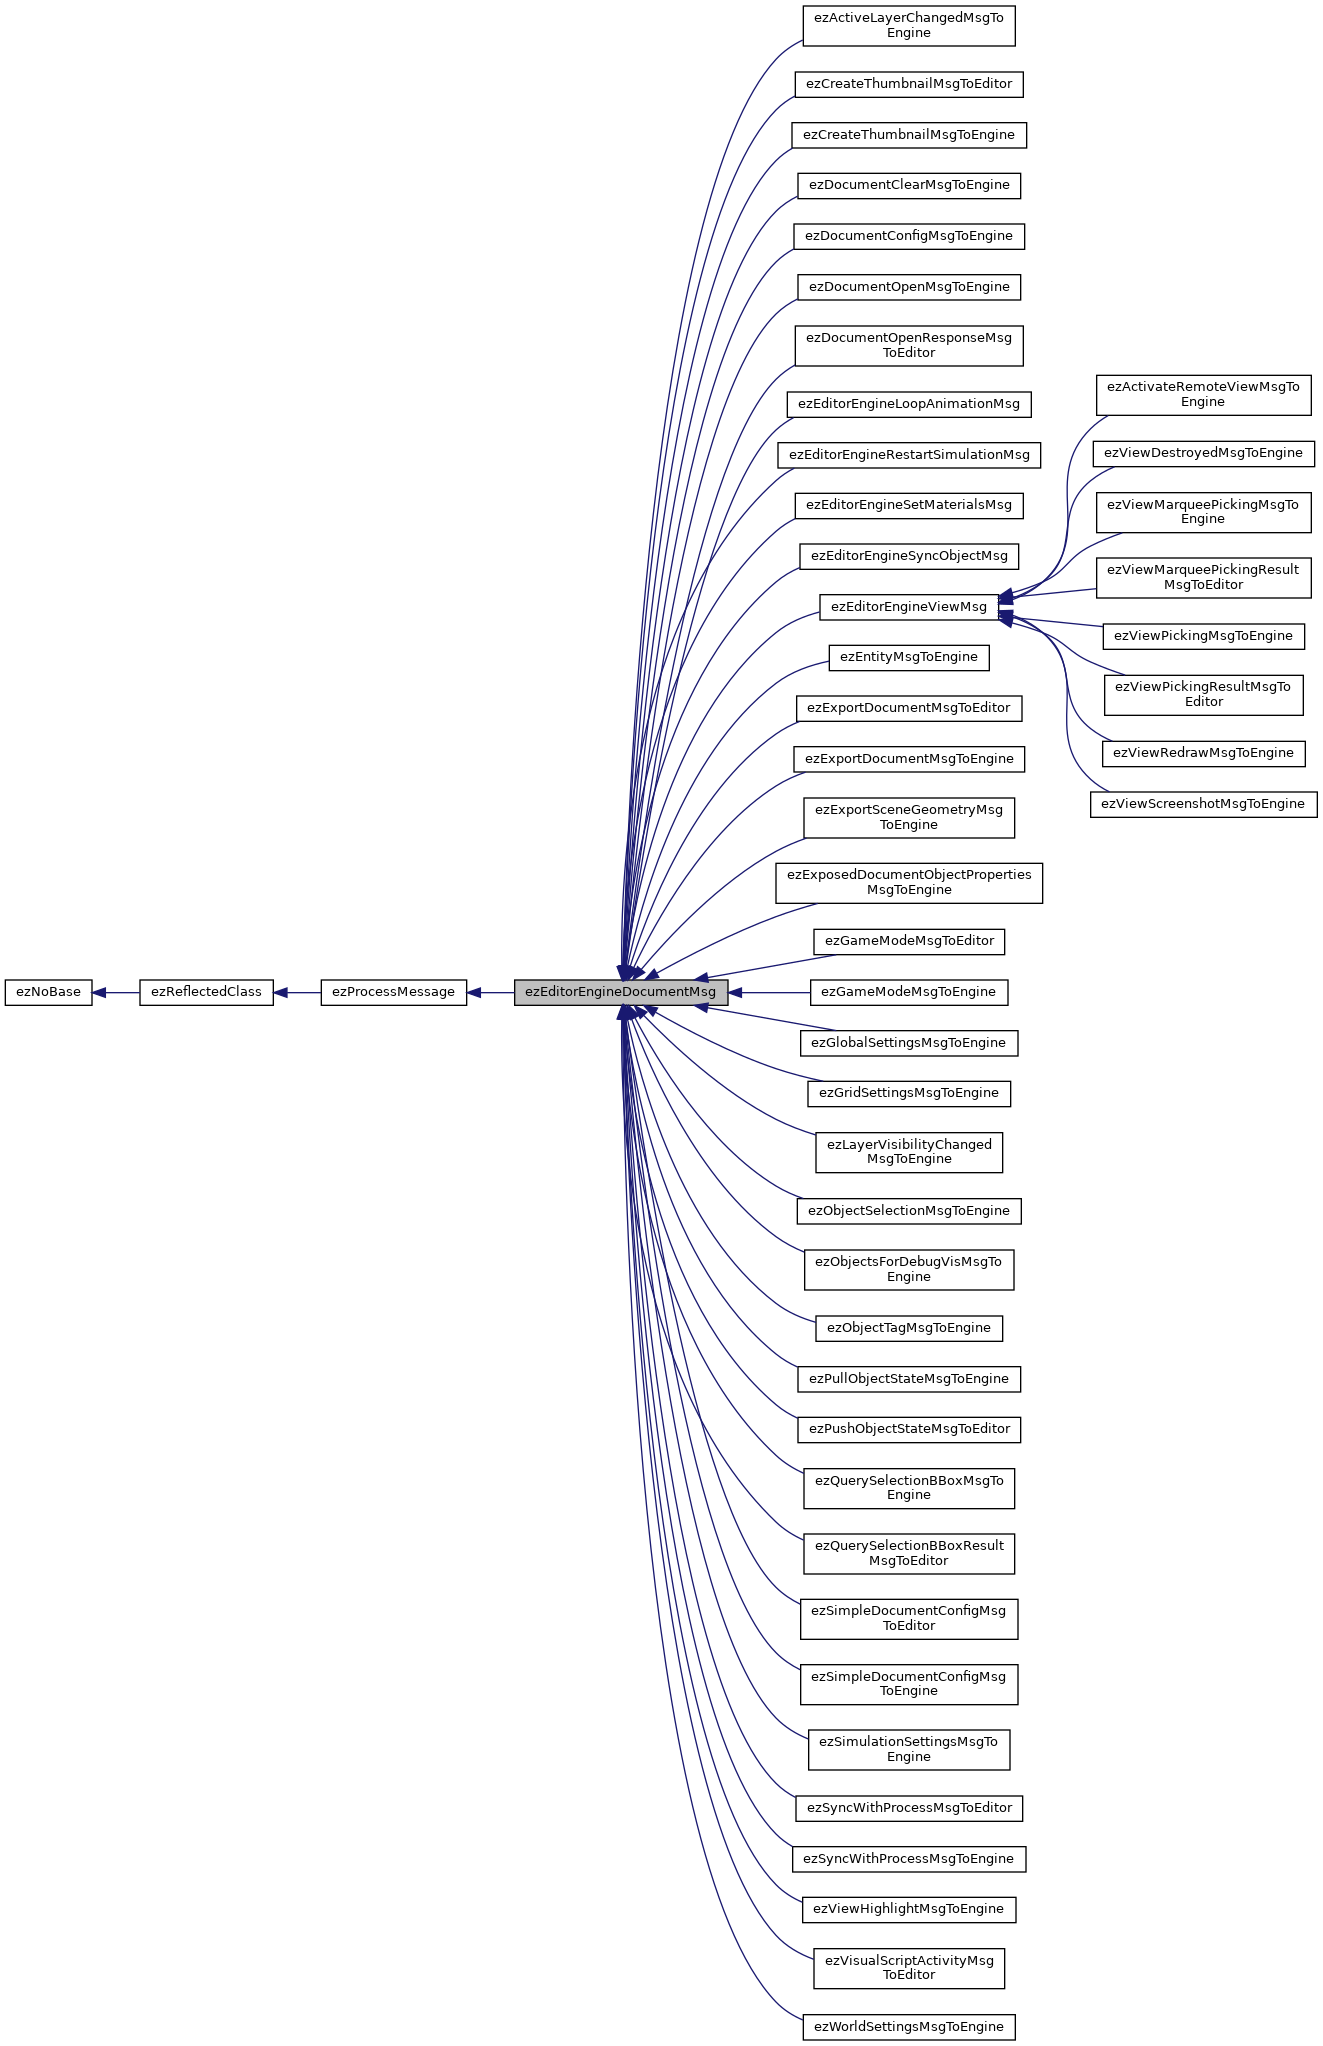 ezNoBase
ezReflectedClass
ezProcessMessage
ezEditorEngineDocumentMsg
ezActiveLayerChangedMsgTo
Engine
ezCreateThumbnailMsgToEditor
ezCreateThumbnailMsgToEngine
ezDocumentClearMsgToEngine
ezDocumentConfigMsgToEngine
ezDocumentOpenMsgToEngine
ezDocumentOpenResponseMsg
ToEditor
ezEditorEngineLoopAnimationMsg
ezEditorEngineRestartSimulationMsg
ezEditorEngineSetMaterialsMsg
ezEditorEngineSyncObjectMsg
ezEditorEngineViewMsg
ezEntityMsgToEngine
ezExportDocumentMsgToEditor
ezExportDocumentMsgToEngine
ezExportSceneGeometryMsg
ToEngine
ezExposedDocumentObjectProperties
MsgToEngine
ezGameModeMsgToEditor
ezGameModeMsgToEngine
ezGlobalSettingsMsgToEngine
ezGridSettingsMsgToEngine
ezLayerVisibilityChanged
MsgToEngine
ezObjectSelectionMsgToEngine
ezObjectsForDebugVisMsgTo
Engine
ezObjectTagMsgToEngine
ezPullObjectStateMsgToEngine
ezPushObjectStateMsgToEditor
ezQuerySelectionBBoxMsgTo
Engine
ezQuerySelectionBBoxResult
MsgToEditor
ezSimpleDocumentConfigMsg
ToEditor
ezSimpleDocumentConfigMsg
ToEngine
ezSimulationSettingsMsgTo
Engine
ezSyncWithProcessMsgToEditor
ezSyncWithProcessMsgToEngine
ezViewHighlightMsgToEngine
ezVisualScriptActivityMsg
ToEditor
ezWorldSettingsMsgToEngine
ezActivateRemoteViewMsgTo
Engine
ezViewDestroyedMsgToEngine
ezViewMarqueePickingMsgTo
Engine
ezViewMarqueePickingResult
MsgToEditor
ezViewPickingMsgToEngine
ezViewPickingResultMsgTo
Editor
ezViewRedrawMsgToEngine
ezViewScreenshotMsgToEngine